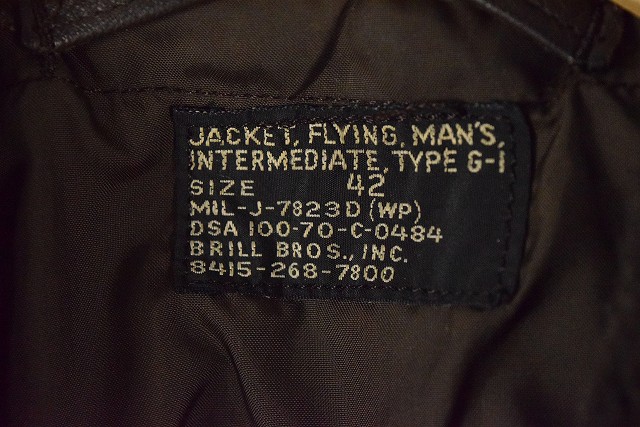 JACKET, FLYING, MAN'S,
INTERMEDIATE, TYPE G-1
SIZE 42
MIL-J-7823D (WP)
DSA 100-70-C-0484
BRILL BROS., INC.
8415-268-7800